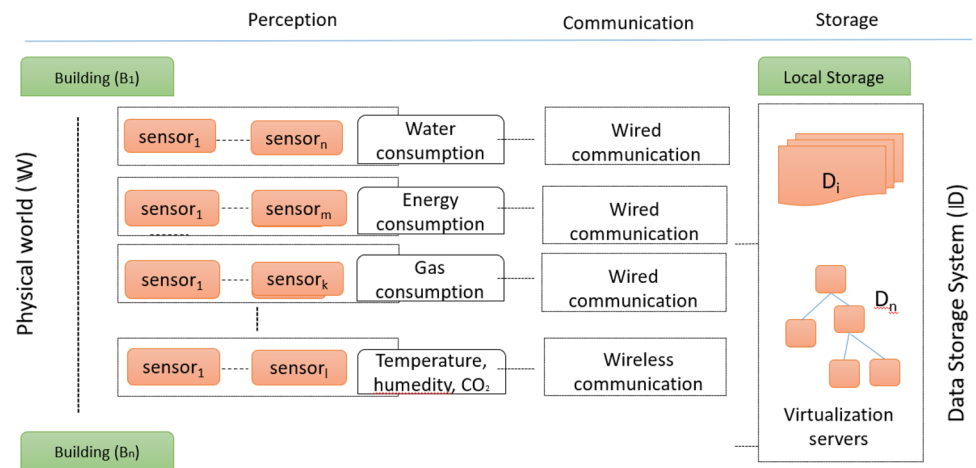 Perception
Communication
Storage
Building (B1)
Local Storage
Physical world (W)
sensor1
sensorn
Water
consumption
Wired
communication
sensor1
sensorm
Energy
consumption
Wired
communication
sensor1
sensork
Gas
consumption
Wired
communication
sensor1
sensorl
Temperature,
humedity, CO2
Wireless
communication
Di
Dn
Virtualization
servers
Data Storage System (ID)
Building (Bn)